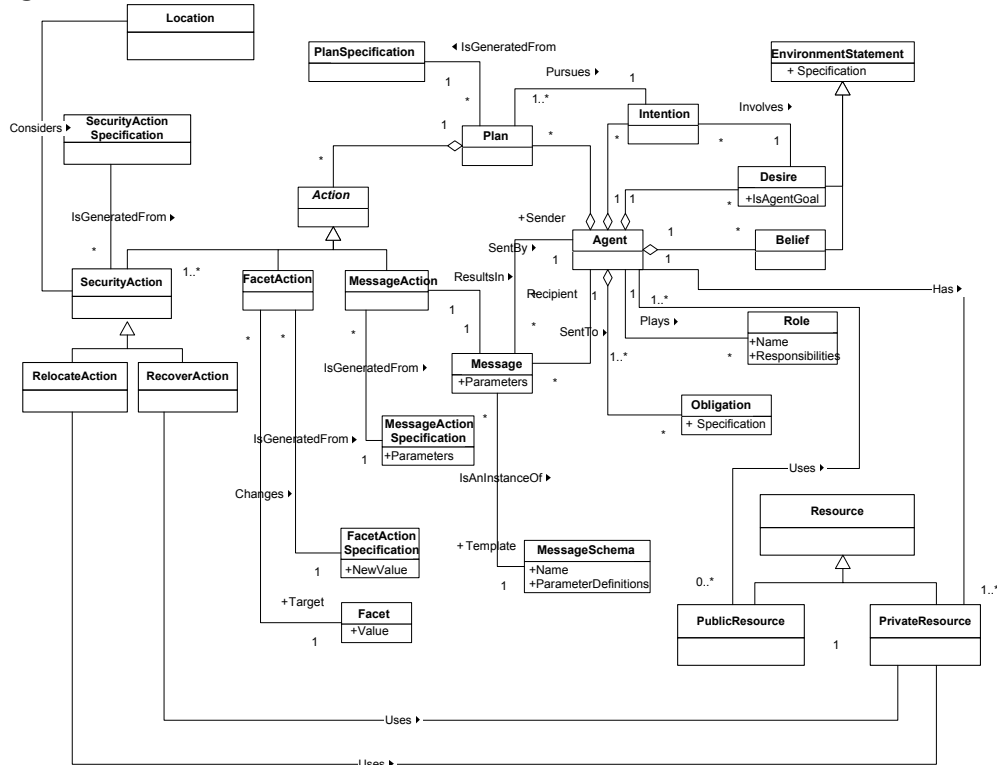 Location
PlanSpecification
◄ IsGeneratedFrom
EnvironmentStatement
+ Specification
Pursues ►
1
1
1..*
*
Involves ►
Considers ►
SecurityAction
Specification
Intention
1
Plan
*
*
*
1
*
Desire
+IsAgentGoal
Action
IsGeneratedFrom ►
1
1
1
*
+Sender
*
1
Agent
Belief
SentBy ►
*
1..*
1
1
SecurityAction
FacetAction
MessageAction
ResultsIn ►
Has ►
Recipient
1
1
1..*
1
Role
+Name
+Responsibilities
Plays ►
*
*
*
*
1
SentTo ►
1..*
*
Message
+Parameters
*
IsGeneratedFrom ►
RelocateAction
RecoverAction
Obligation
+ Specification
*
*
MessageAction
Specification
+Parameters
IsGeneratedFrom ►
1
Uses ►
IsAnInstanceOf ►
Changes ►
Resource
FacetAction
Specification
+NewValue
1
+ Template
MessageSchema
+Name
+ParameterDefinitions
1
0..*
1..*
+Target
Facet
+Value
1
PublicResource
1
PrivateResource
Uses ►
Uses ►